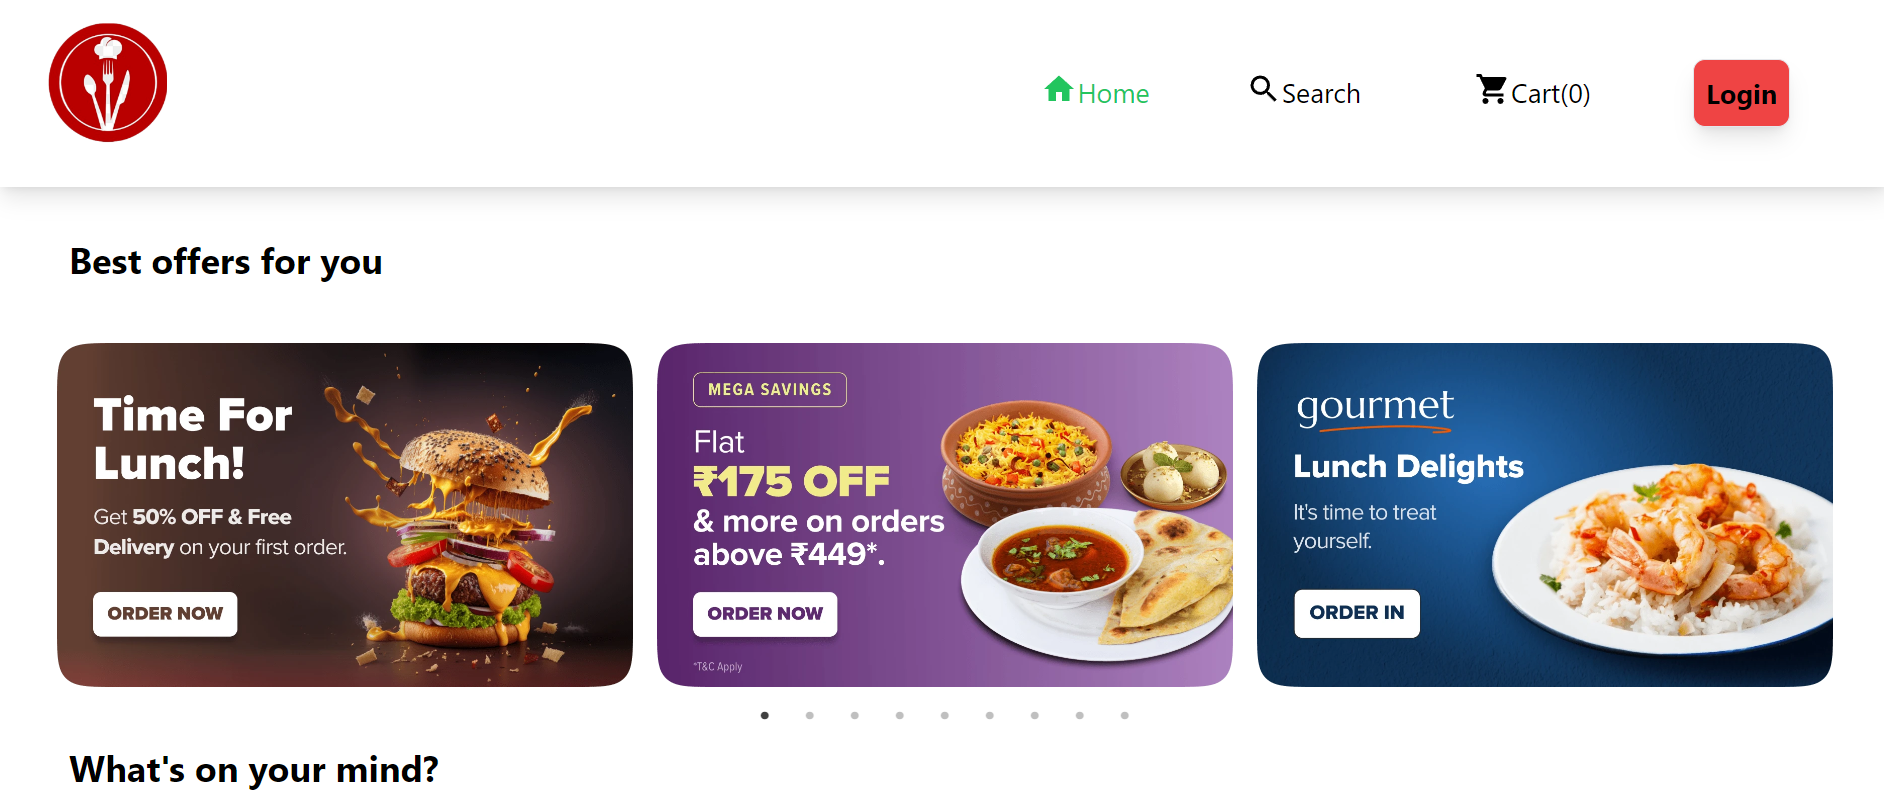 Home
Search
Cart(0)
Login
Best offers for you
Time For
Lunch!
Get 50% OFF & Free
Delivery on your first order.
ORDER NOW
MEGA SAVINGS
Flat
₹175 OFF
& more on orders
above ₹449*.
ORDER NOW
*T&C Apply
gourmet
Lunch Delights
It's time to treat
yourself.
ORDER IN
What's on your mind?